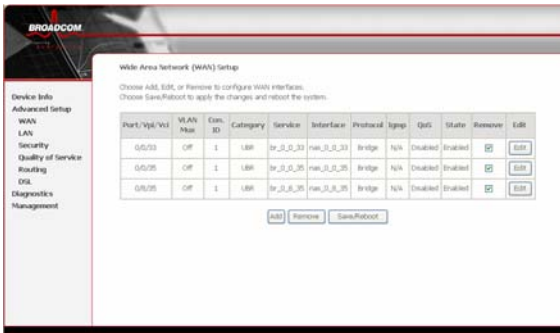 BROADCOM
Wide Area Network (WAN) Setup
Choose Add, Edit, or Remove to configure WAN interfaces.
Choose Save/Reboot to apply the changes and reboot the system.
Device Info
Advanced Setup
WAN
LAN
Security
Quality of Service
Routing
DSL
Diagnostics
Management
Port/Vpi/Vci VLAN Mux Con. ID Category Service Interface Protocol Igmp QoS State Remove Edit
0/0/33 Off 1 UBR br_0_0_33 nas_0_0_33 Bridge N/A Disabled Enabled Edit
0/0/35 Off 1 UBR br_0_0_35 nas_0_0_35 Bridge N/A Disabled Enabled Edit
0/8/35 Off 1 UBR br_0_8_35 nas_0_8_35 Bridge N/A Disabled Enabled Edit
Add Remove Save/Reboot